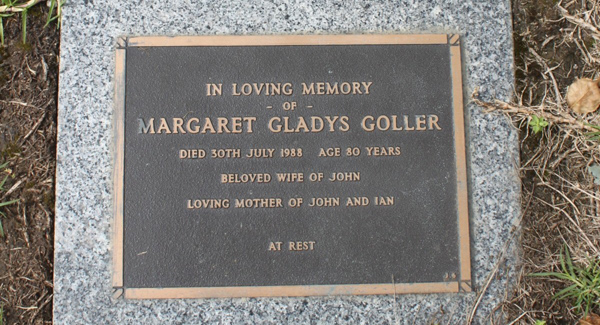 IN LOVING MEMORY
- OF -
MARGARET GLADYS GOLLER
DIED 30TH JULY 1988 AGE 80 YEARS
BELOVED WIFE OF JOHN
LOVING MOTHER OF JOHN AND IAN
AT REST